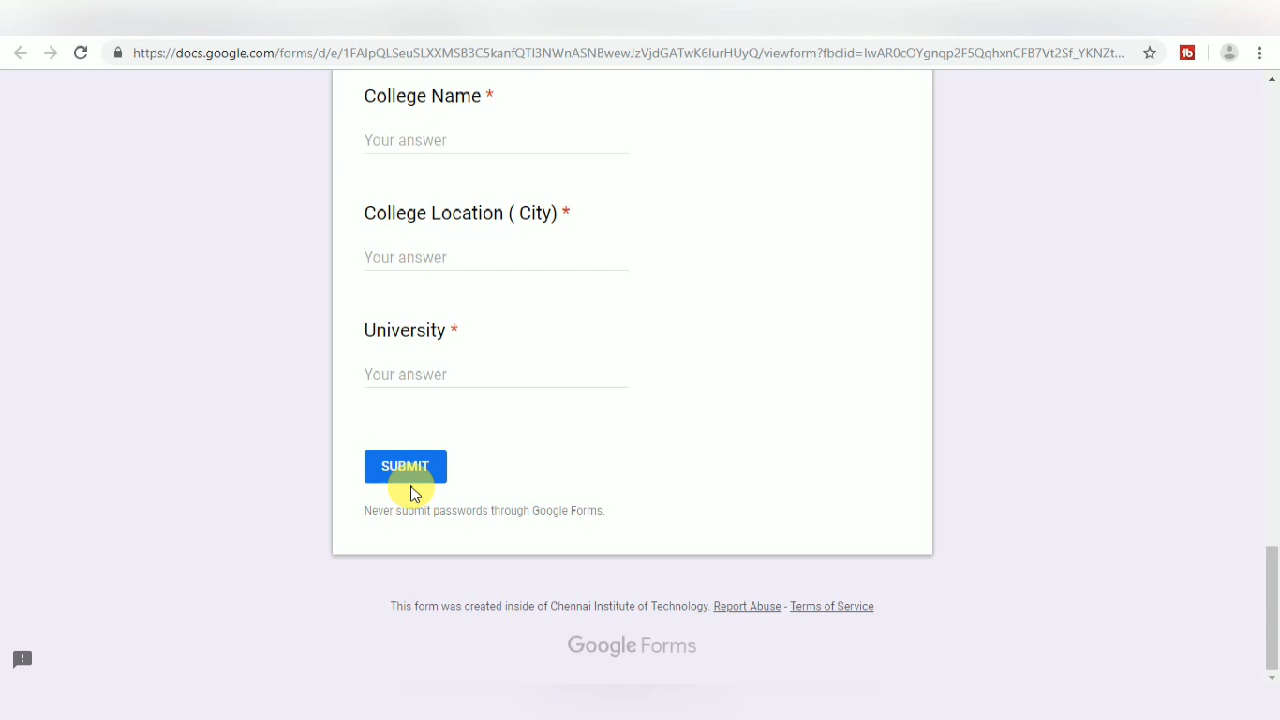 College Name *
Your answer
College Location ( City) *
Your answer
University *
Your answer
SUBMIT
Never submit passwords through Google Forms.
This form was created inside of Chennai Institute of Technology. Report Abuse - Terms of Service
Google Forms